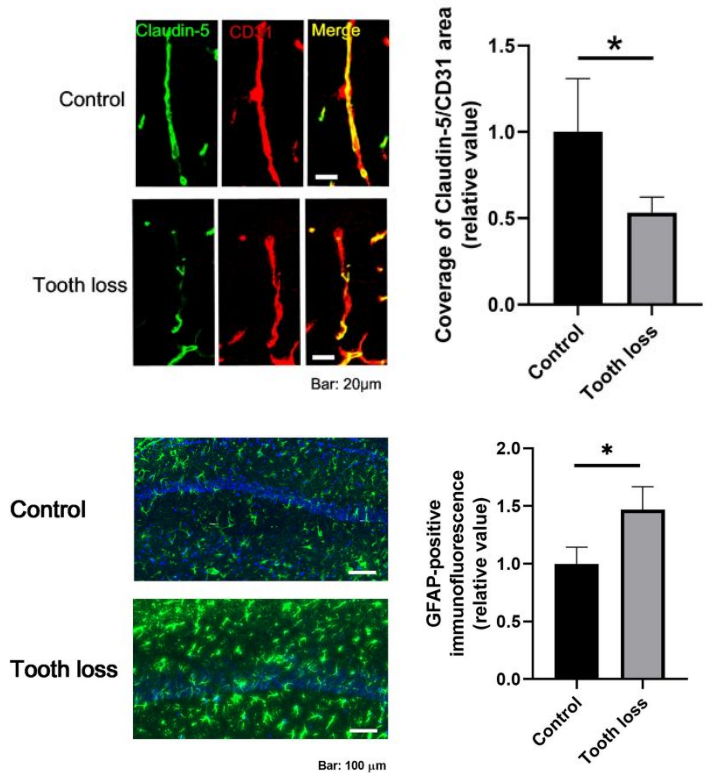 Claudin-5 CD31 Merge
Control
Tooth loss
Bar: 20μm
*
Coverage of Claudin-5/CD31 area
(relative value)
1.5
1.0
0.5
0.0
Control
Tooth loss
Control
Tooth loss
Bar: 100 μm
*
GFAP-positive
immunofluorescence
(relative value)
2.0
1.5
1.0
0.5
0.0
Control
Tooth loss